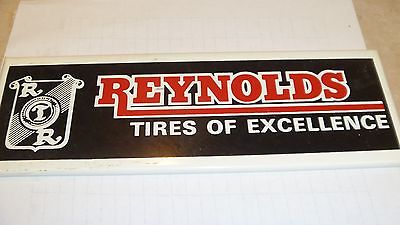 R.
T
R.
REYNOLDS
TIRES OF EXCELLENCE